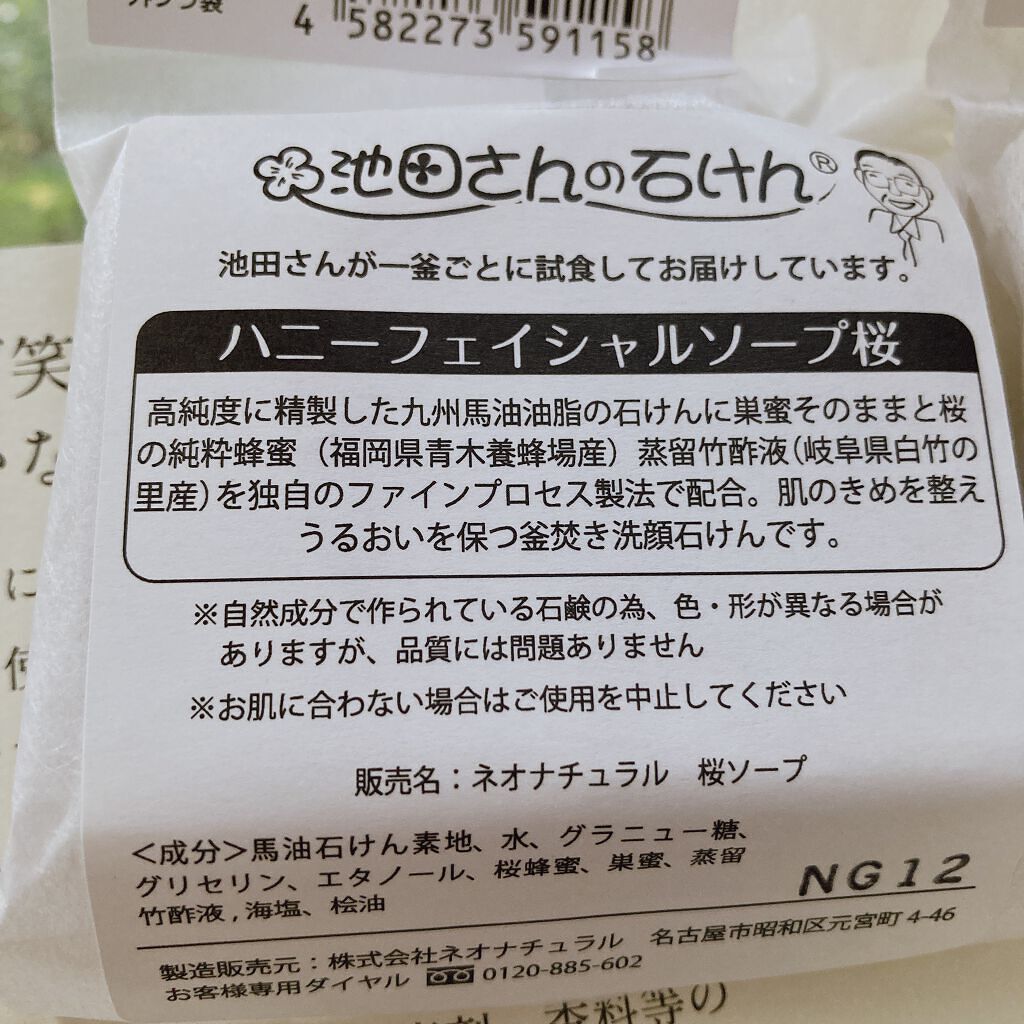 4 582273 591158
池田さんの石けん®
池田さんが一釜ごとに試食してお届けしています。
ハニーフェイシャルソープ桜
高純度に精製した九州馬油油脂の石けんに巣蜜そのままと桜
の純粋蜂蜜（福岡県青木養蜂場産）蒸留竹酢液(岐阜県白竹の
里産)を独自のファインプロセス製法で配合。肌のきめを整え
うるおいを保つ釜焚き洗顔石けんです。
※自然成分で作られている石鹸の為、色・形が異なる場合が
ありますが、品質には問題ありません
※お肌に合わない場合はご使用を中止してください
販売名：ネオナチュラル 桜ソープ
<成分>馬油石けん素地、水、グラニュー糖、
グリセリン、エタノール、桜蜂蜜、巣蜜、蒸留
竹酢液,海塩、桧油
NG12
製造販売元：株式会社ネオナチュラル 名古屋市昭和区元宮町4-46
お客様専用ダイヤル 0120-885-602
笑
な
に
使
本料等の